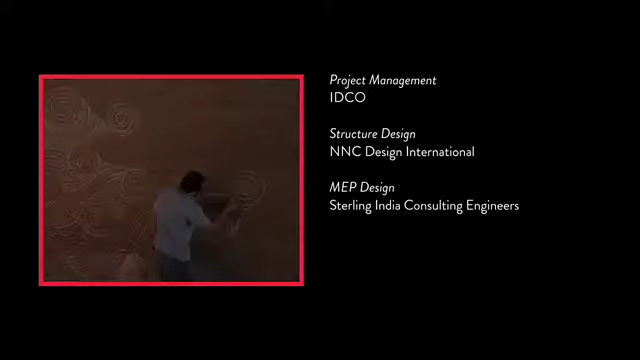 Project Management
IDCO
Structure Design
NNC Design International
MEP Design
Sterling India Consulting Engineers